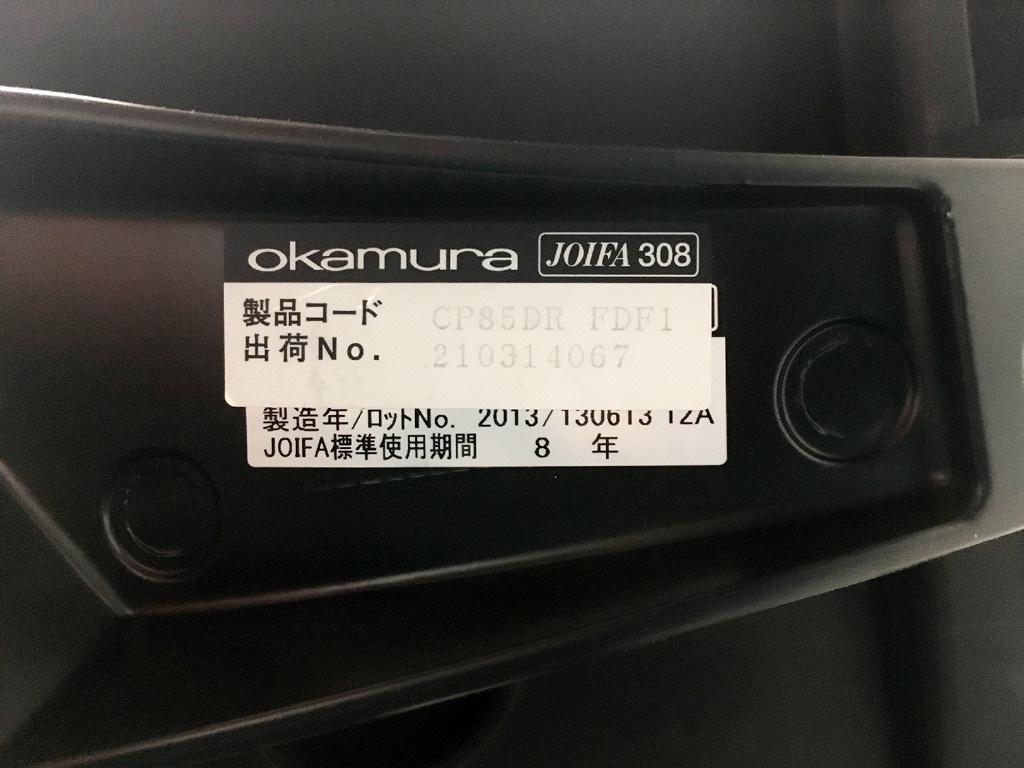 okamura JOIFA 308
製品コード CP85DR FDF1
出荷No. 210314067
製造年/ロットNo. 2013/130613 12A
JOIFA標準使用期間 8 年